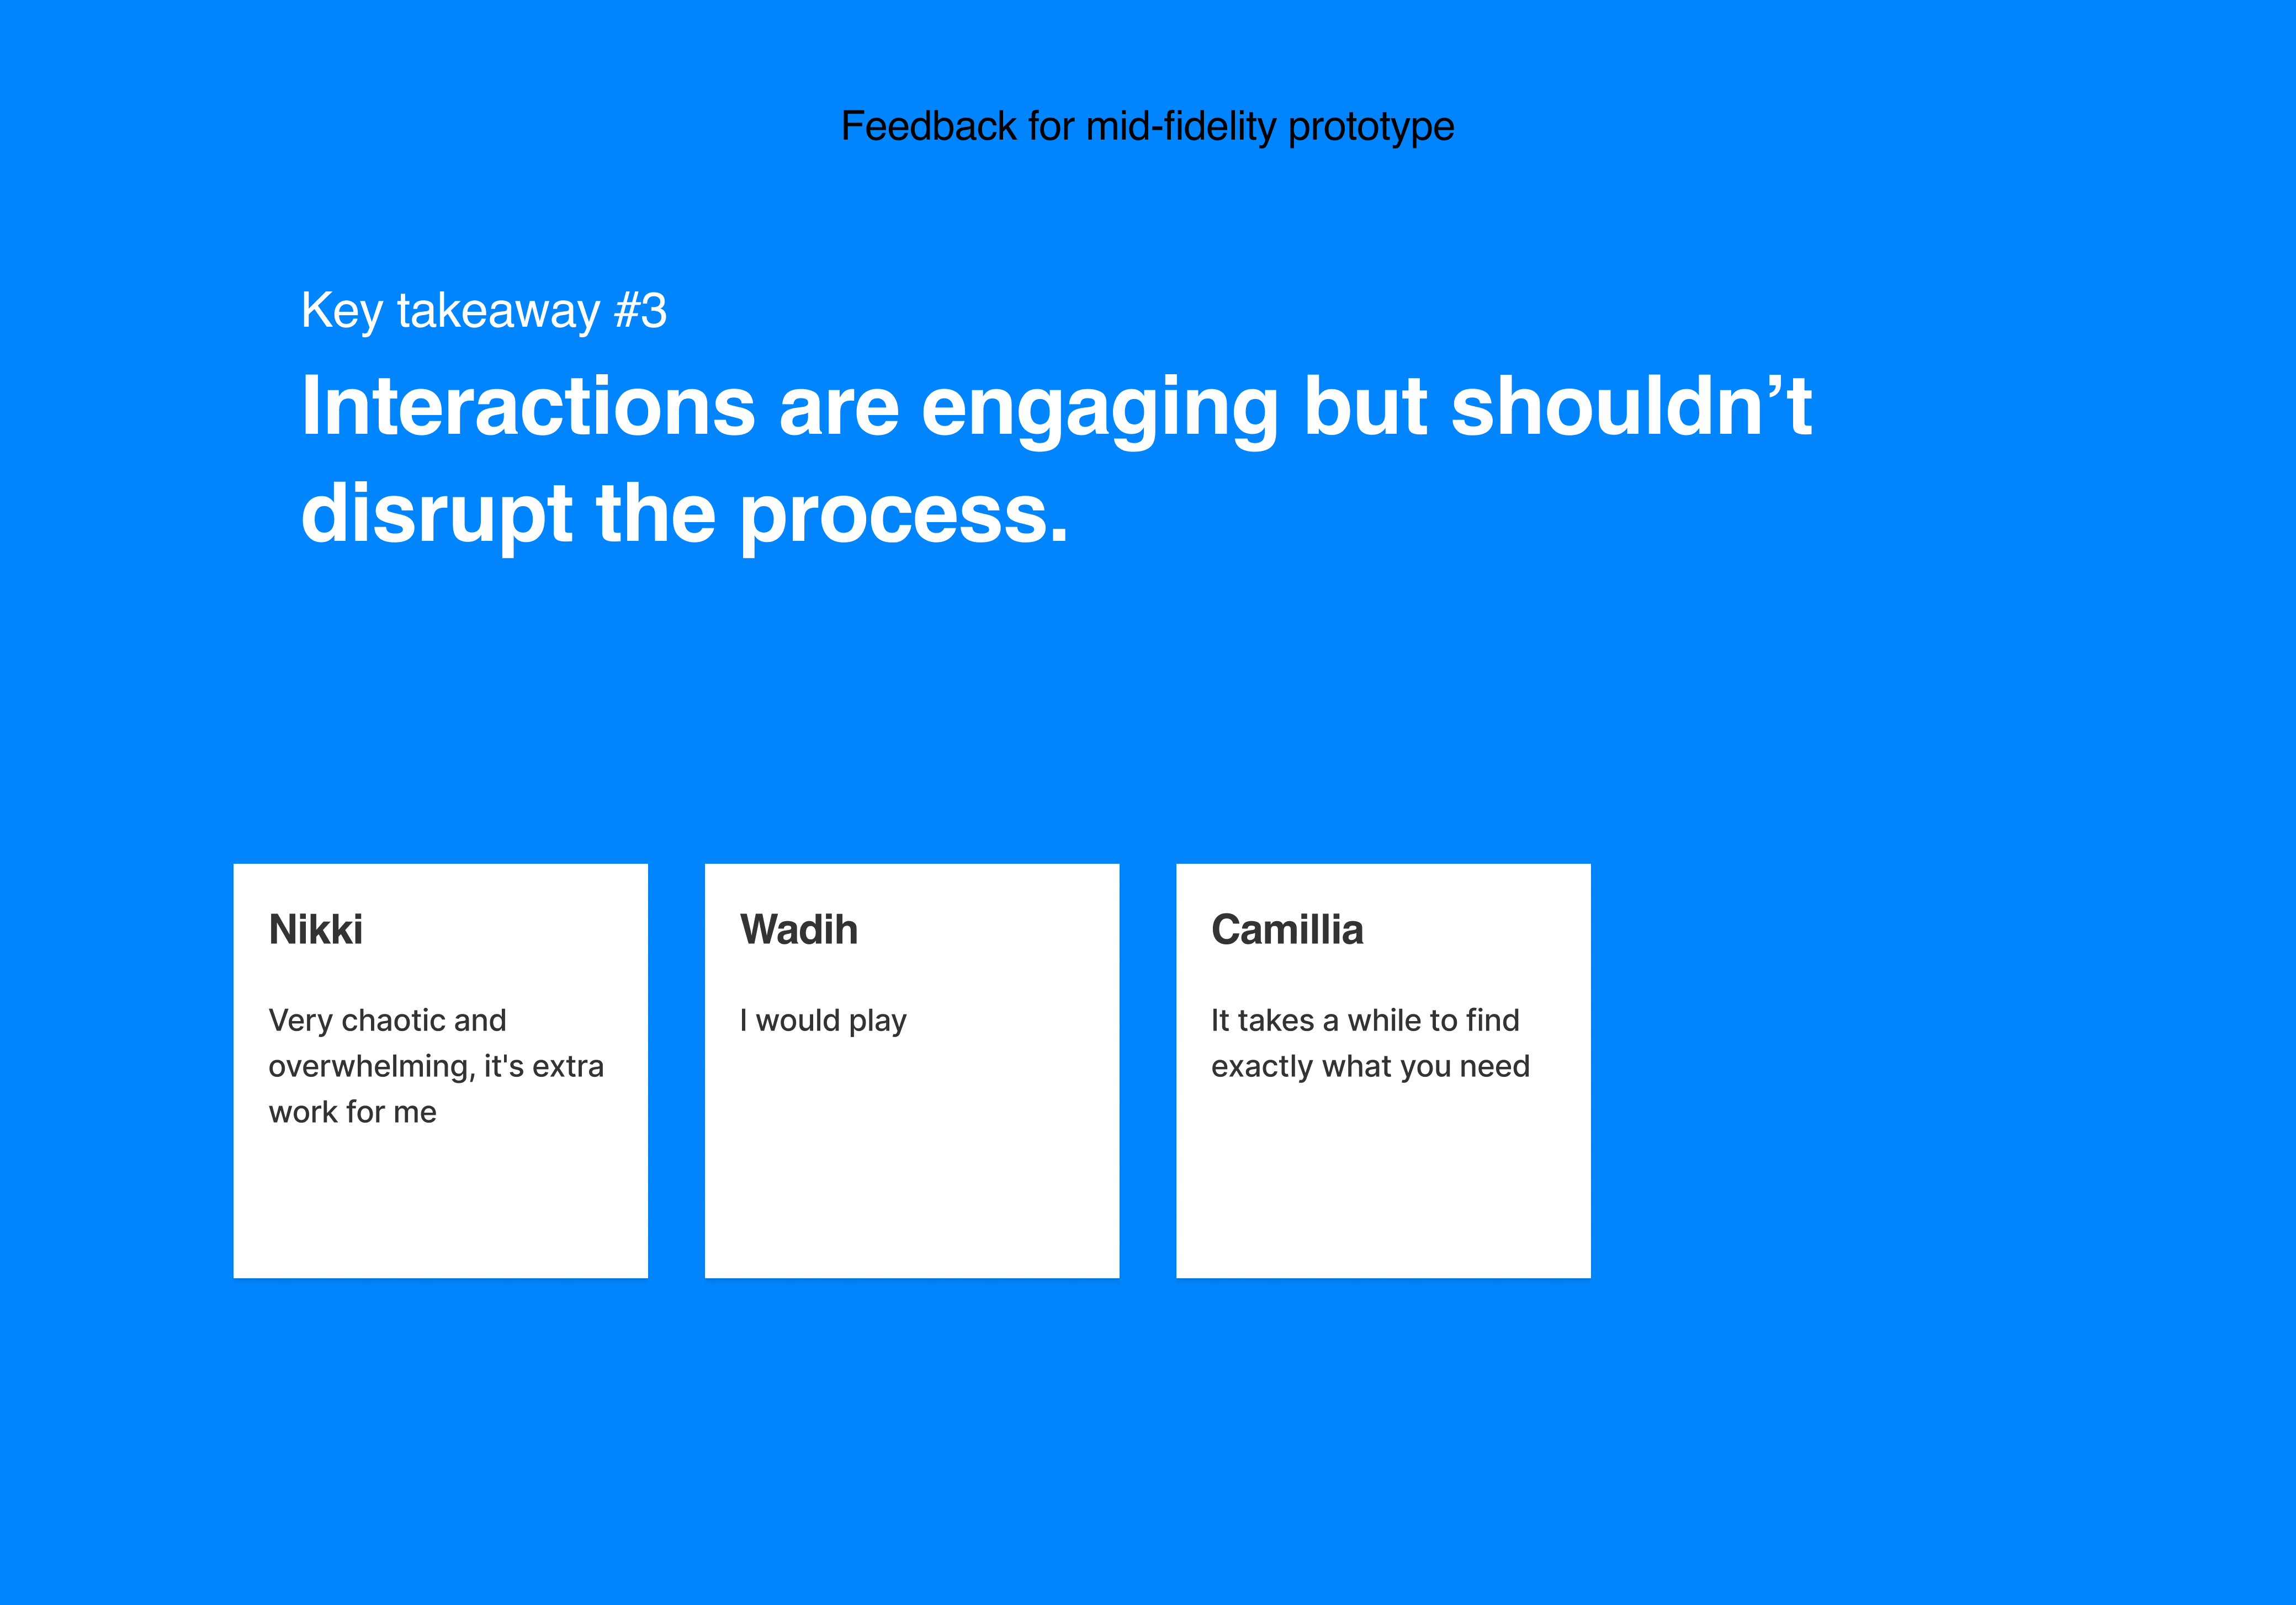 Feedback for mid-fidelity prototype
Key takeaway #3
Interactions are engaging but shouldn’t
disrupt the process.
Nikki
Very chaotic and
overwhelming, it's extra
work for me
Wadih
I would play
Camillia
It takes a while to find
exactly what you need